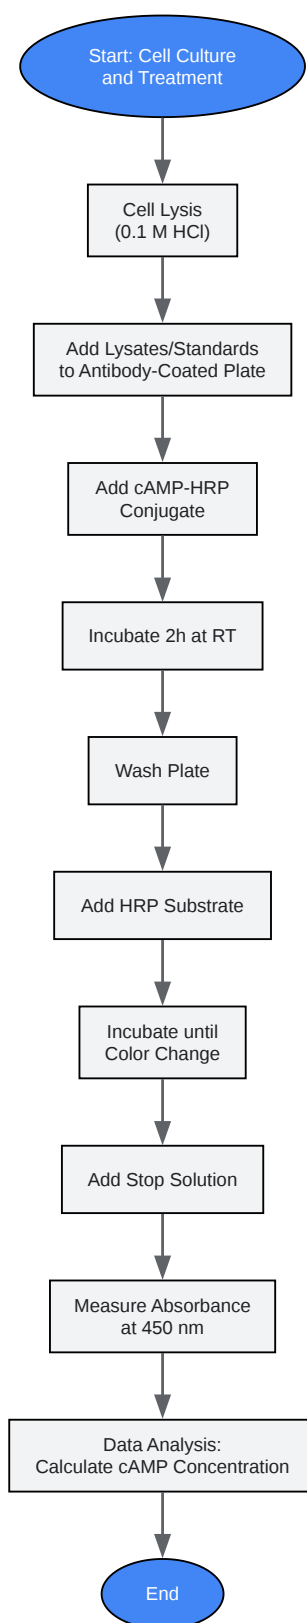 Start: Cell Culture
and Treatment
Cell Lysis
(0.1 M HCl)
Add Lysates/Standards
to Antibody-Coated Plate
Add cAMP-HRP
Conjugate
Incubate 2h at RT
Wash Plate
Add HRP Substrate
Incubate until
Color Change
Add Stop Solution
Measure Absorbance
at 450 nm
Data Analysis:
Calculate cAMP Concentration
End